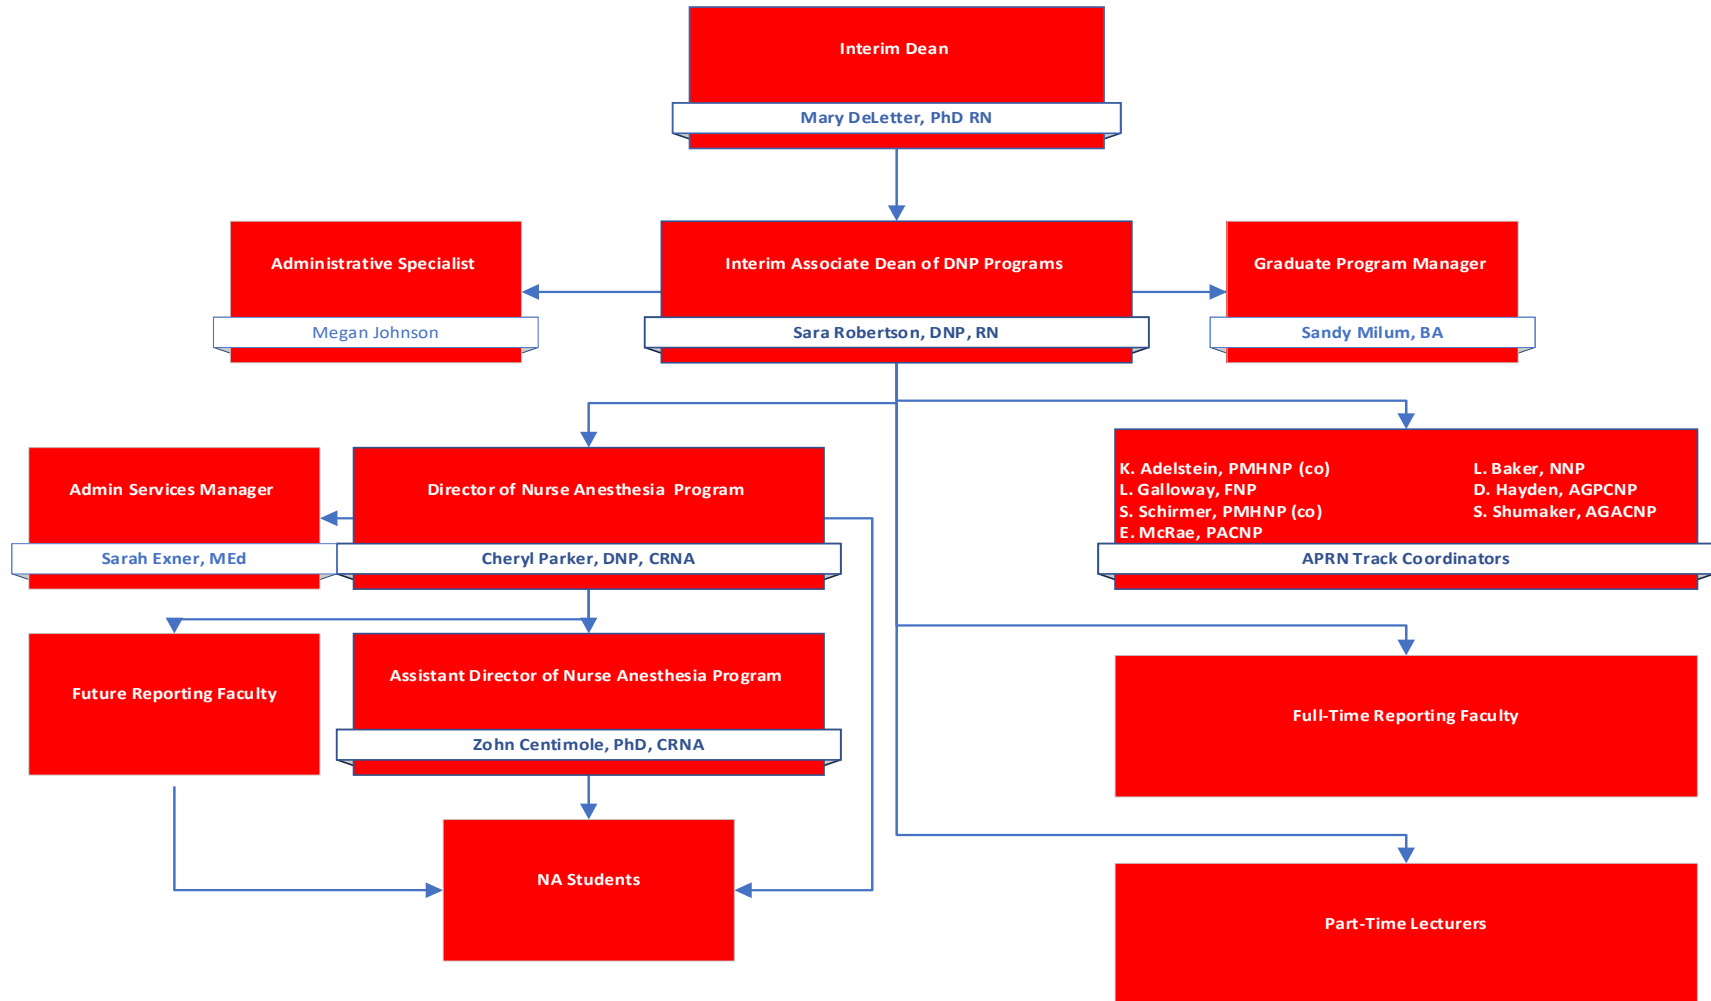 Interim Dean
Mary DeLetter, PhD RN
Administrative Specialist
Megan Johnson
Interim Associate Dean of DNP Programs
Sara Robertson, DNP, RN
Graduate Program Manager
Sandy Milum, BA
Admin Services Manager
Sarah Exner, MEd
Director of Nurse Anesthesia Program
Cheryl Parker, DNP, CRNA
K. Adelstein, PMHNP (co)
L. Galloway, FNP
S. Schirmer, PMHNP (co)
E. McRae, PACNP
L. Baker, NNP
D. Hayden, AGPCNP
S. Shumaker, AGACNP
APRN Track Coordinators
Future Reporting Faculty
Assistant Director of Nurse Anesthesia Program
Zohn Centimole, PhD, CRNA
Full-Time Reporting Faculty
NA Students
Part-Time Lecturers